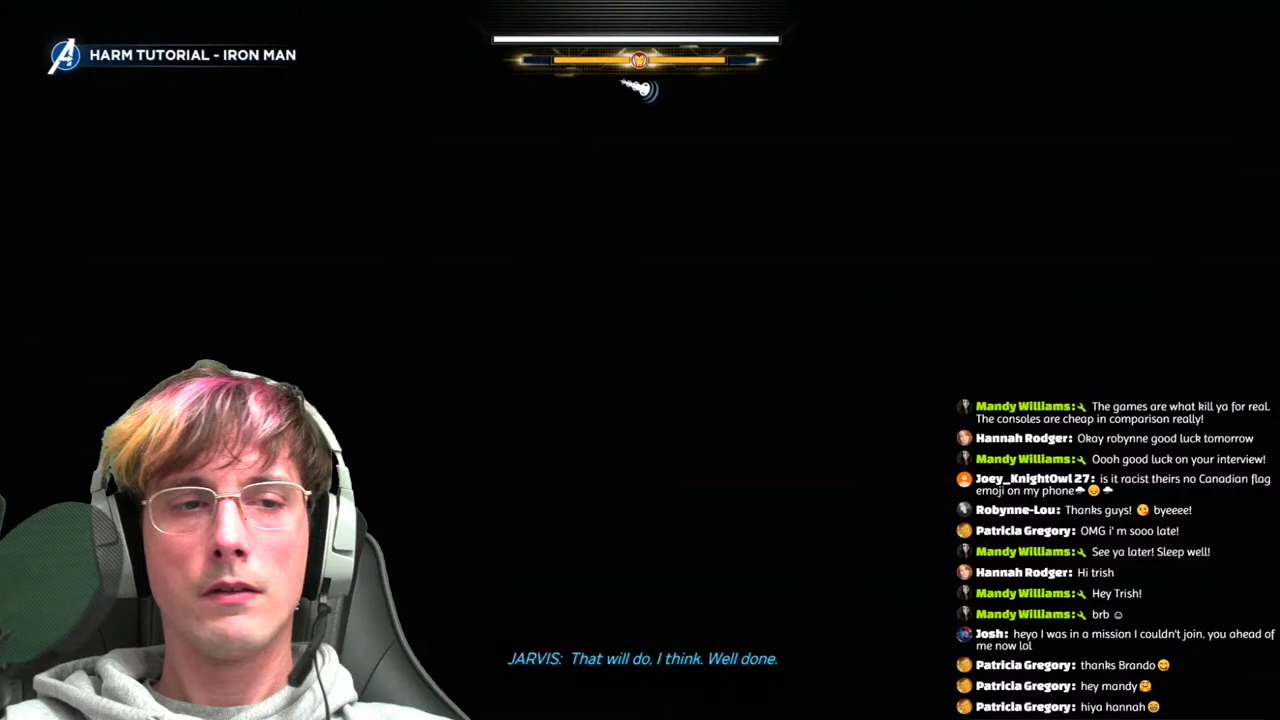 HARM TUTORIAL - IRON MAN
Mandy Williams: The games are what kill ya for real.
The consoles are cheap in comparison really!
Hannah Rodger: Okay robynne good luck tomorrow
Mandy Williams: Oooh good luck on your interview!
Joey_KnightOwl 27: is it racist theirs no Canadian flag
emoji on my phone🌧😔🌧
Robynne-Lou: Thanks guys! 😘 byeeee!
Patricia Gregory: OMG i' m sooo late!
Mandy Williams: See ya later! Sleep well!
Hannah Rodger: Hi trish
Mandy Williams: Hey Trish!
Mandy Williams: brb ☺
Josh: heyo I was in a mission I couldn't join. you ahead of
me now lol
Patricia Gregory: thanks Brando😋
Patricia Gregory: hey mandy🤗
Patricia Gregory: hiya hannah😁
JARVIS: That will do, I think. Well done.